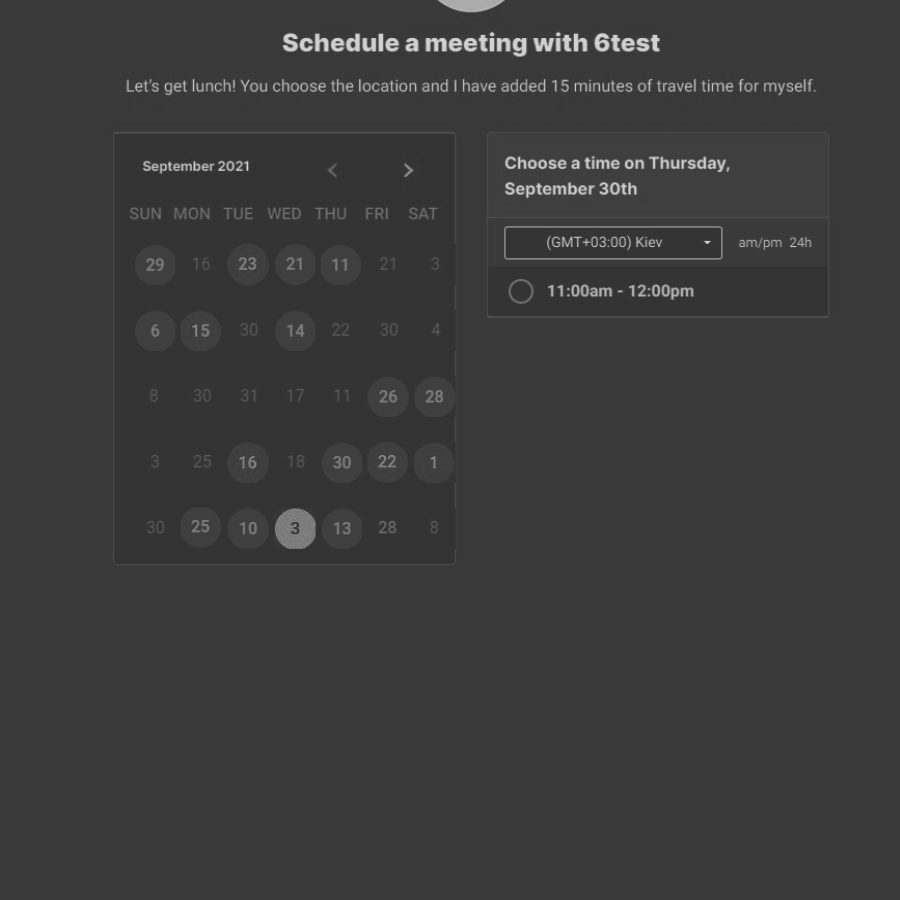 Schedule a meeting with 6test
Let's get lunch! You choose the location and I have added 15 minutes of travel time for myself.
September 2021
SUN MON TUE WED THU FRI SAT
29 16 23 21 11 21 3
6 15 30 14 22 30 4
8 30 31 17 11 26 28
3 25 16 18 30 22 1
30 25 10 3 13 28 8
Choose a time on Thursday,
September 30th
(GMT+03:00) Kiev am/pm 24h
11:00am - 12:00pm